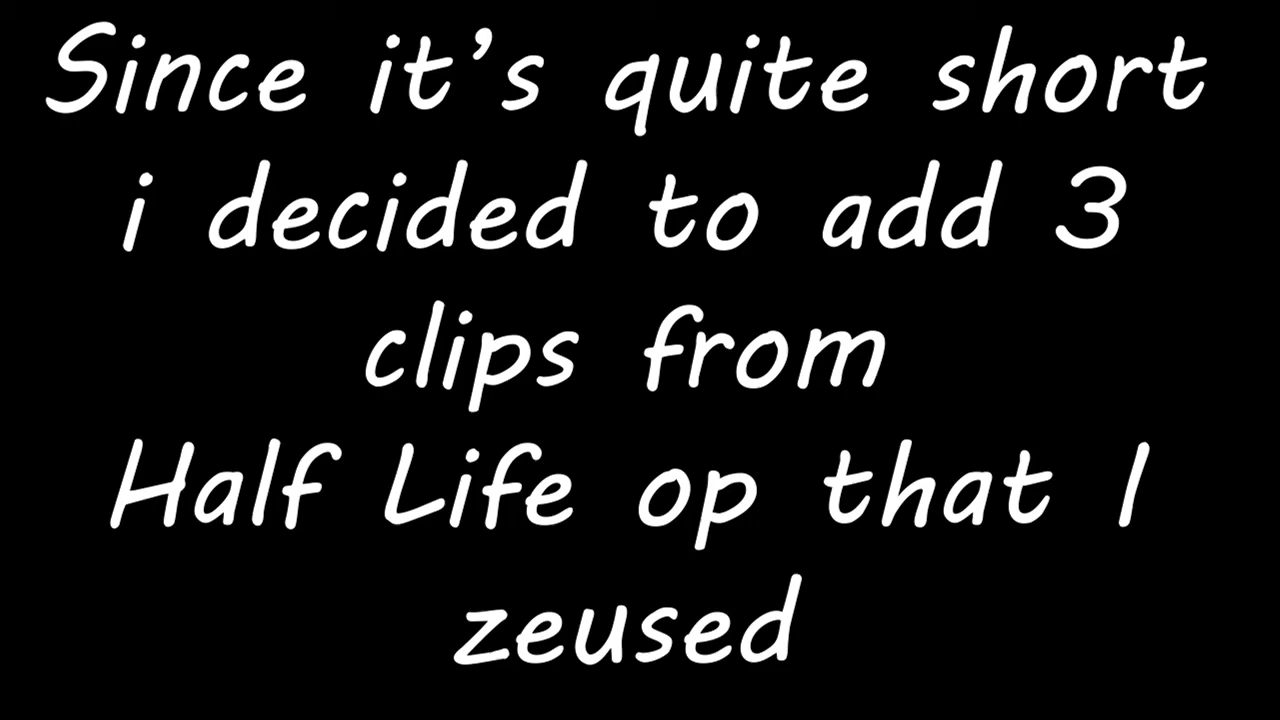 Since it's quite short
i decided to add 3
clips from
Half Life op that I
zeused